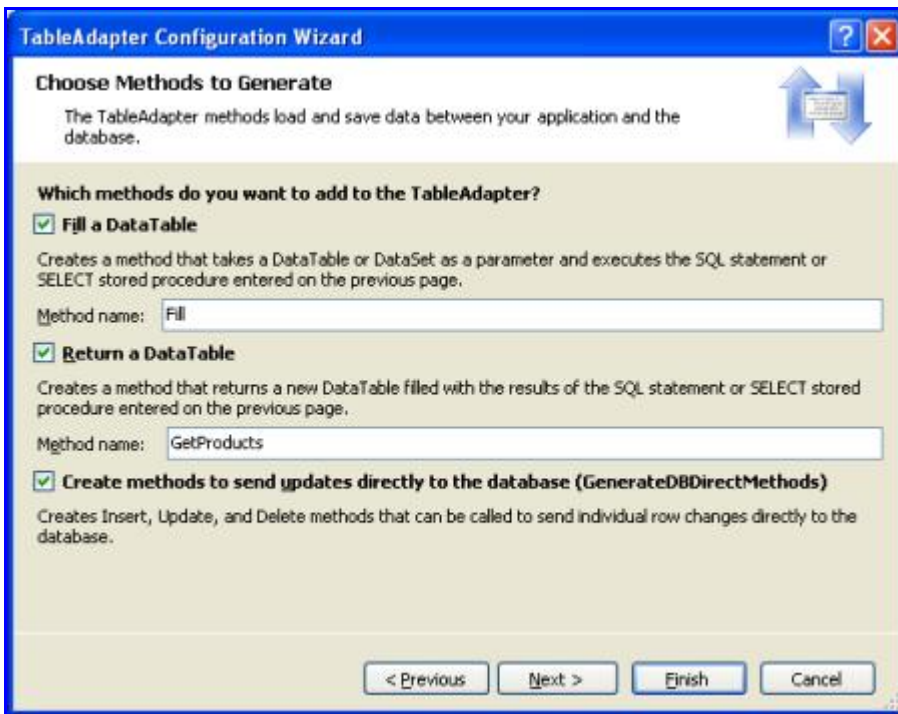 TableAdapter Configuration Wizard
Choose Methods to Generate
The TableAdapter methods load and save data between your application and the
database.
Which methods do you want to add to the TableAdapter?
Fill a DataTable
Creates a method that takes a DataTable or DataSet as a parameter and executes the SQL statement or
SELECT stored procedure entered on the previous page.
Method name: Fill
Return a DataTable
Creates a method that returns a new DataTable filled with the results of the SQL statement or SELECT stored
procedure entered on the previous page.
Method name: GetProducts
Create methods to send updates directly to the database (GenerateDBDirectMethods)
Creates Insert, Update, and Delete methods that can be called to send individual row changes directly to the
database.
< Previous Next > Finish Cancel